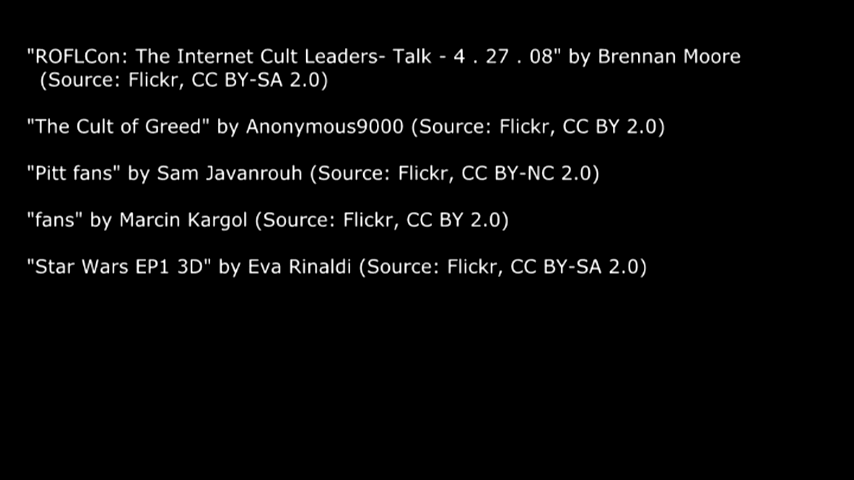 "ROFLCon: The Internet Cult Leaders- Talk - 4 . 27 . 08" by Brennan Moore
(Source: Flickr, CC BY-SA 2.0)
"The Cult of Greed" by Anonymous9000 (Source: Flickr, CC BY 2.0)
"Pitt fans" by Sam Javanrouh (Source: Flickr, CC BY-NC 2.0)
"fans" by Marcin Kargol (Source: Flickr, CC BY 2.0)
"Star Wars EP1 3D" by Eva Rinaldi (Source: Flickr, CC BY-SA 2.0)